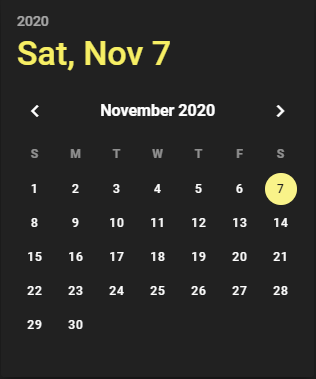 2020
Sat, Nov 7
November 2020
S M T W T F S
1 2 3 4 5 6 7
8 9 10 11 12 13 14
15 16 17 18 19 20 21
22 23 24 25 26 27 28
29 30